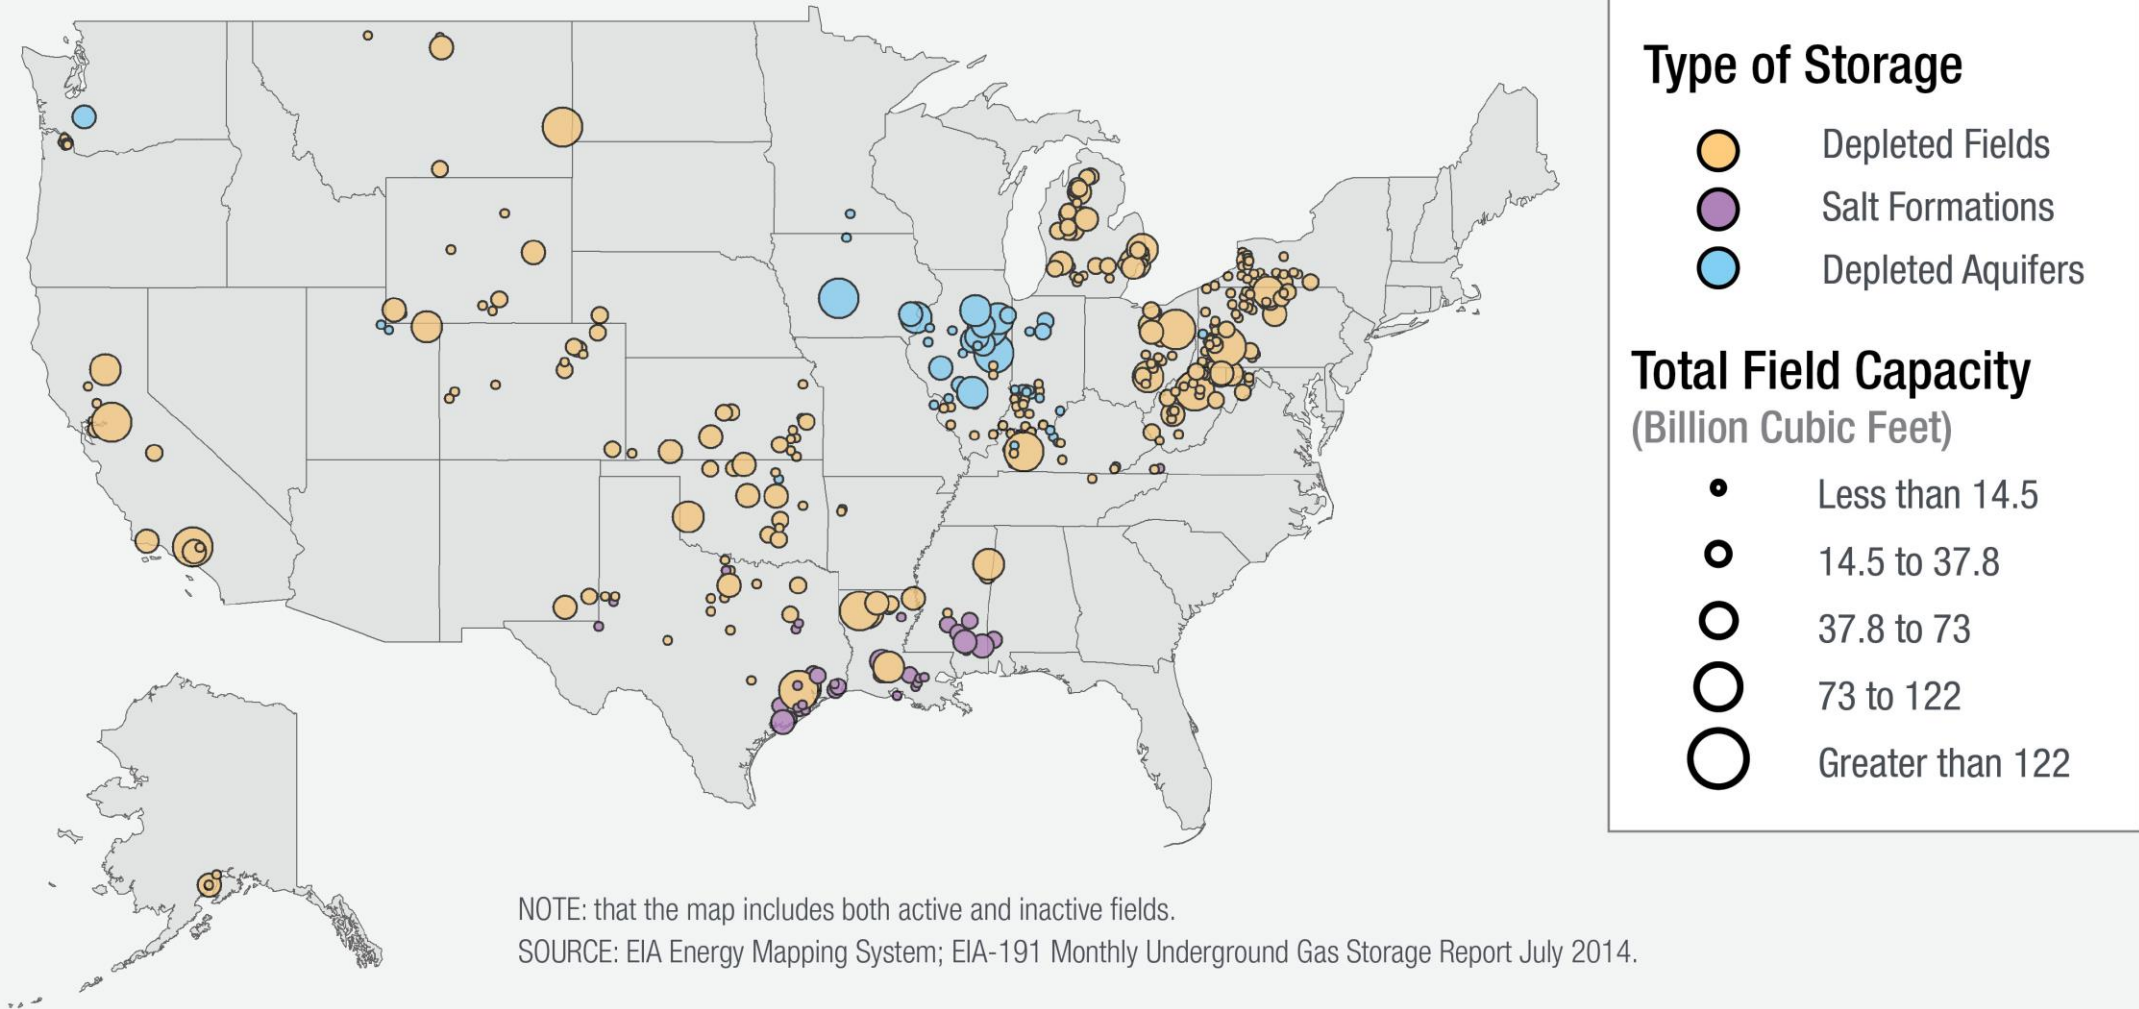 Type of Storage
Depleted Fields
Salt Formations
Depleted Aquifers
Total Field Capacity
(Billion Cubic Feet)
Less than 14.5
14.5 to 37.8
37.8 to 73
73 to 122
Greater than 122
NOTE: that the map includes both active and inactive fields.
SOURCE: EIA Energy Mapping System; EIA-191 Monthly Underground Gas Storage Report July 2014.